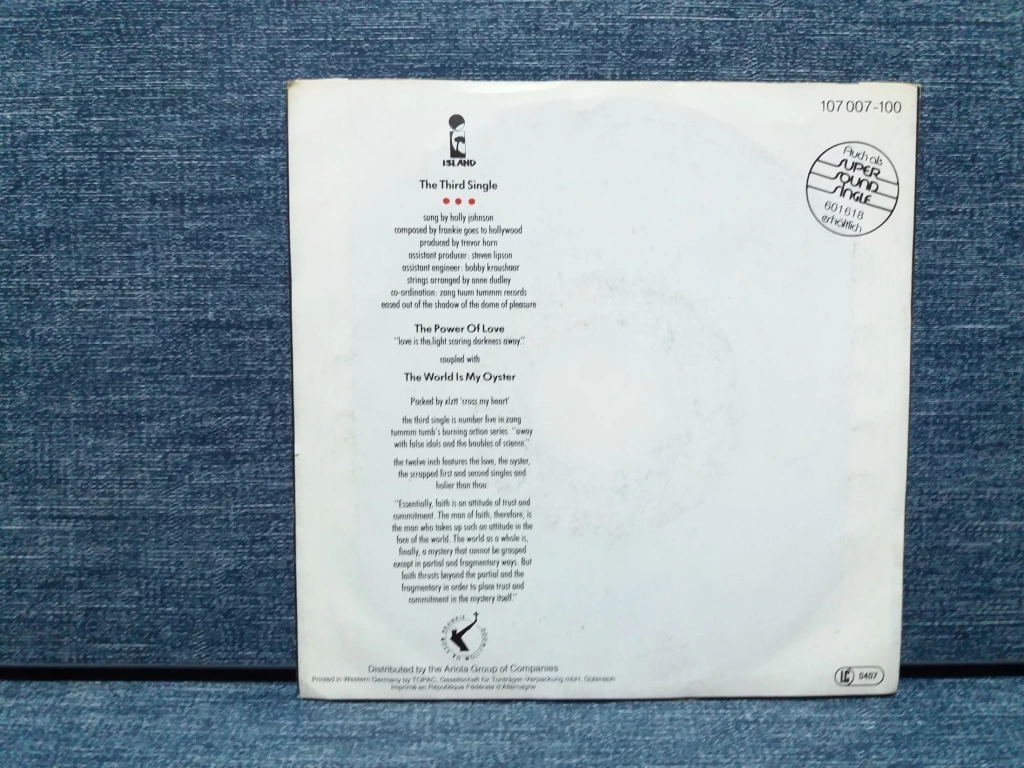 107 007-100
Auch als
SUPER
SOUND
SINGLE
601618
erhältlich
ISLAND
The Third Single
sung by holly johnson
composed by frankie goes to hollywood
produced by trevor horn
assistant producer: steven lipson
assistant engineer: bobby kraushaar
strings arranged by anne dudley
co-ordination: zang tuum tummm records
eased out of the shadow of the dome of pleasure
The Power Of Love
"love is the light scaring darkness away."
coupled with
The World Is My Oyster
Packed by xlztt 'cross my heart'
the third single is number five in zang
tummm tumb's burning action series. "away
with false idols and the baubles of science."
the twelve inch features the love, the oyster,
the scrapped first and second singles and
holier than thou.
"Essentially, faith is an attitude of trust and
commitment. The man of faith, therefore, is
the man who takes up such an attitude in the
face of the world. The world as a whole is,
finally, a mystery that cannot be grasped
except in partial and fragmentary ways. But
faith thrusts beyond the partial and the
fragmentary in order to place trust and
commitment in the mystery itself."
Distributed by the Ariola Group of Companies
Printed in Western Germany by TOPAC, Gesellschaft für Tonträger-Verpackung mbH, Gütersloh
Imprimé en République Fédérale d'Allemagne
LC 0407